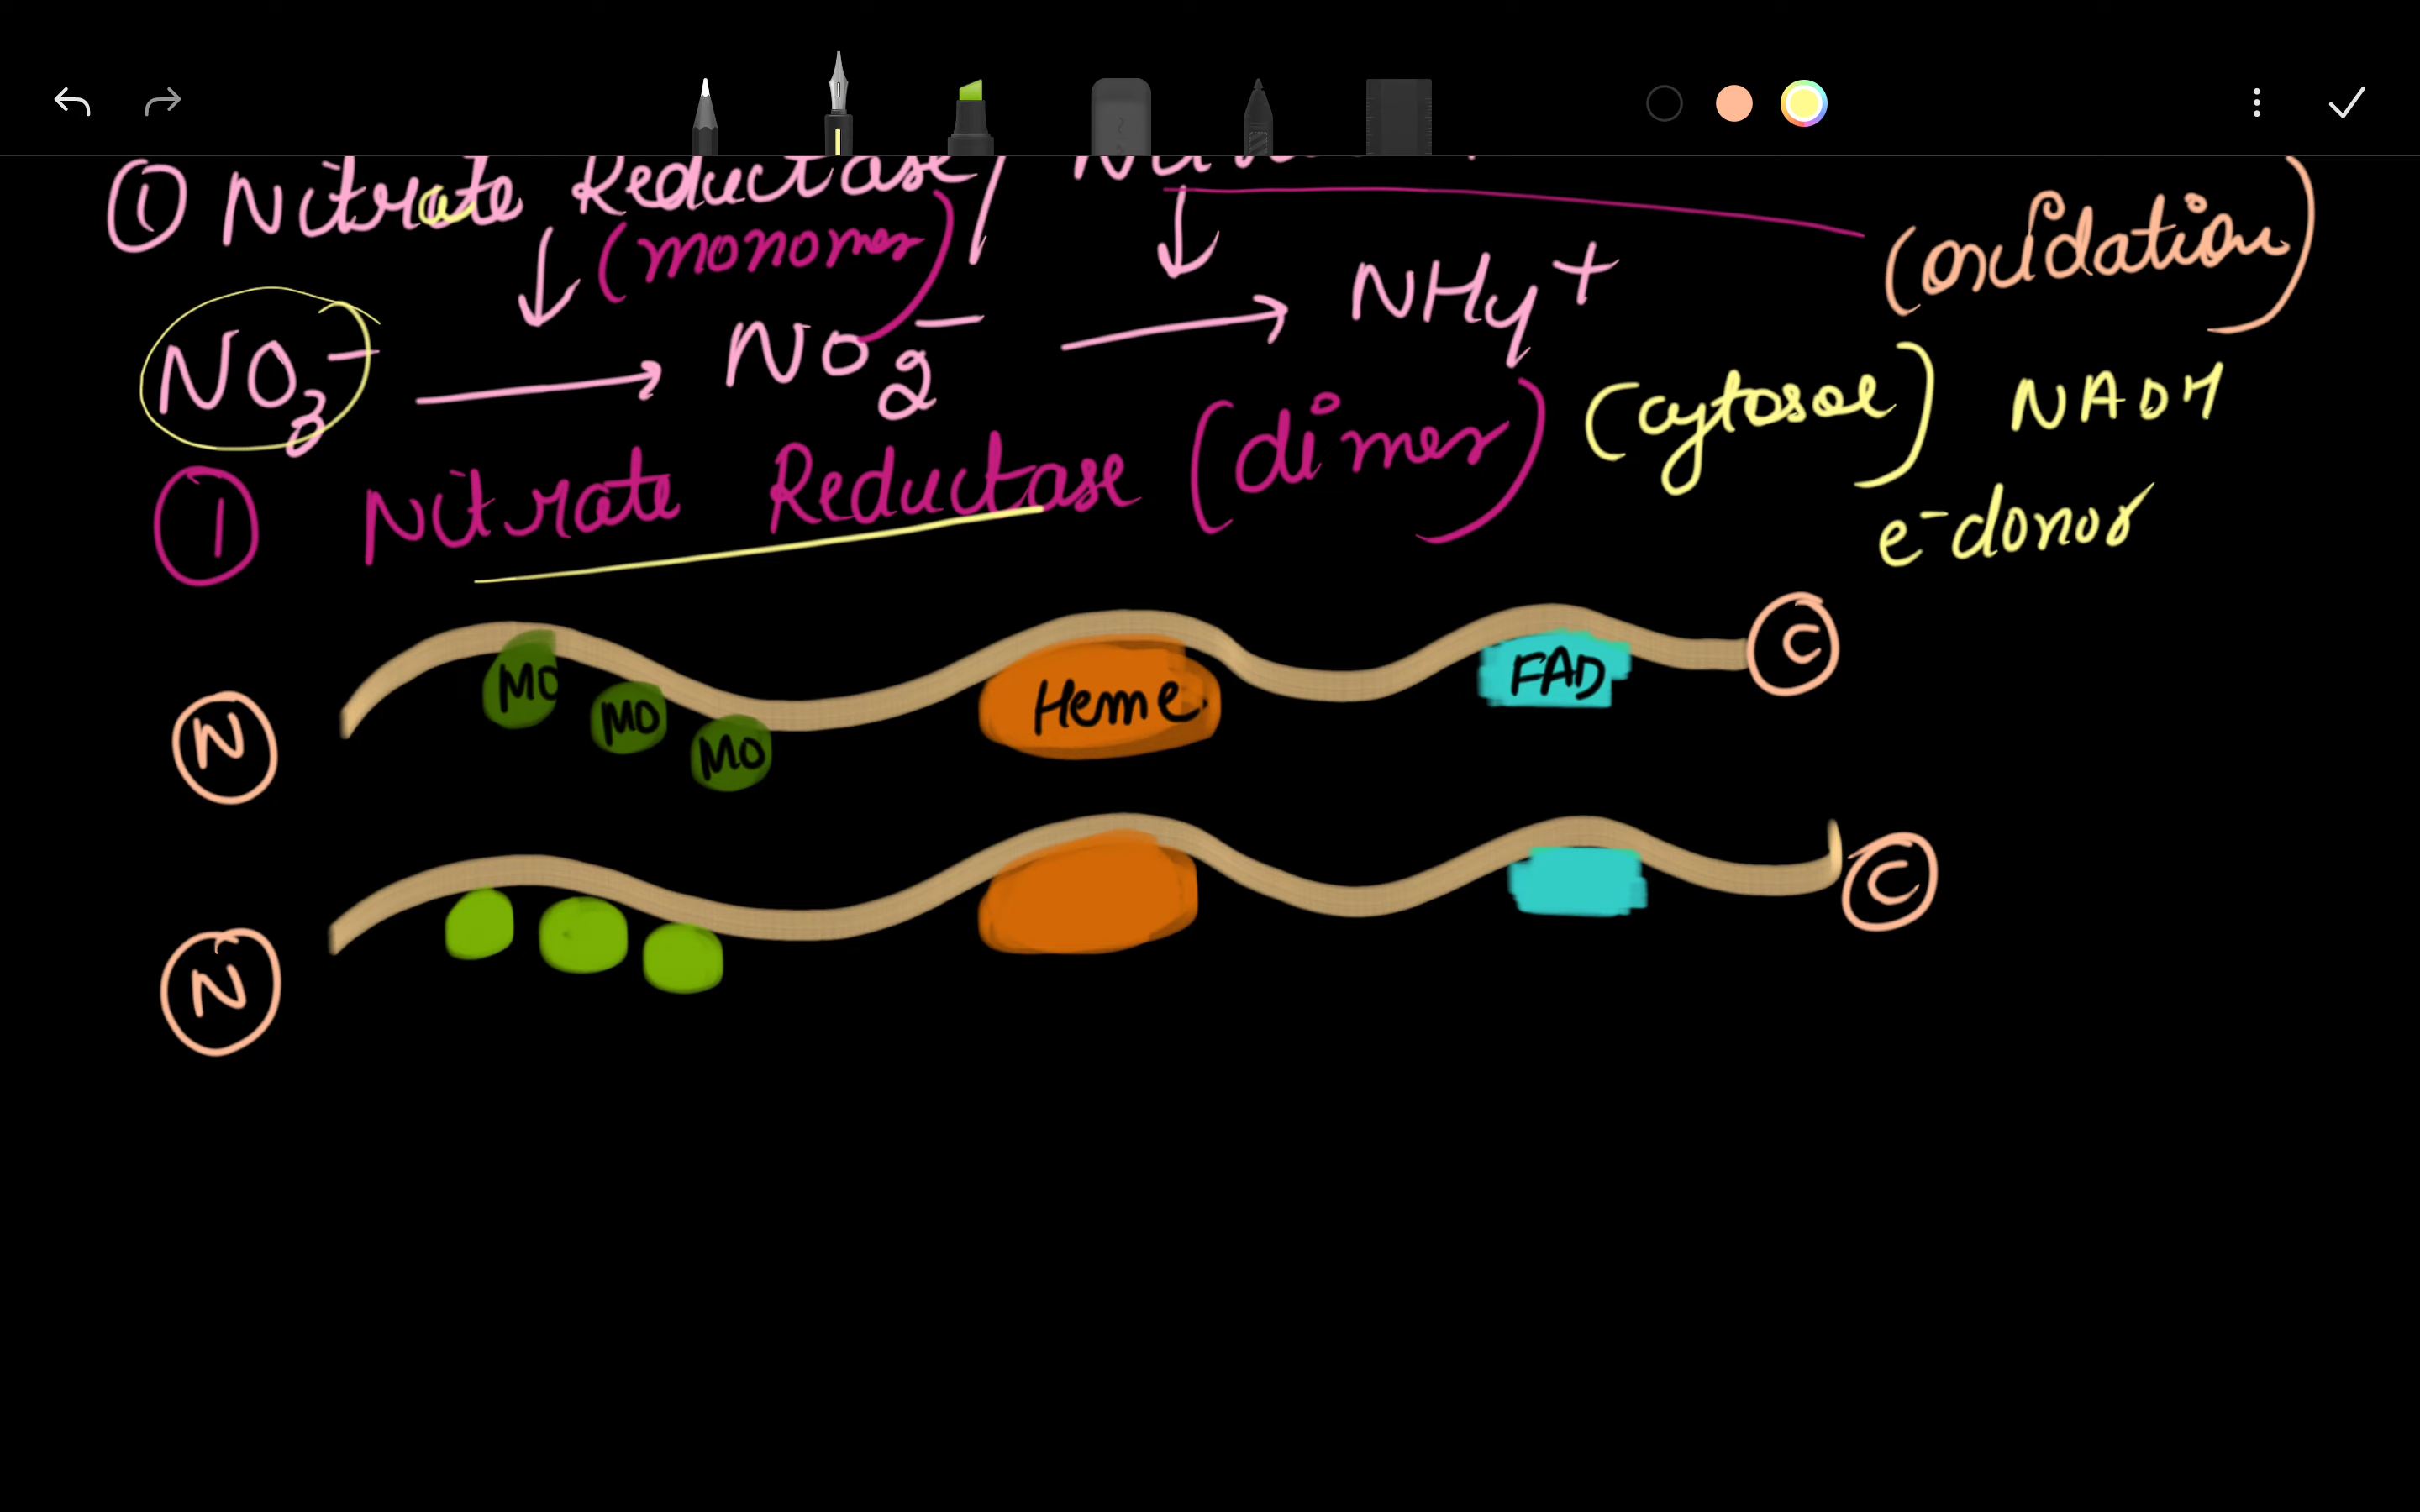 ① Nitrate Reductase /
(monomer)
(oxidation)
NO3- → NO2- → NHy+
① Nitrate Reductase (dimer) (cytosol) NADH
e-donor
MO MO MO Heme FAD C
N
C
N